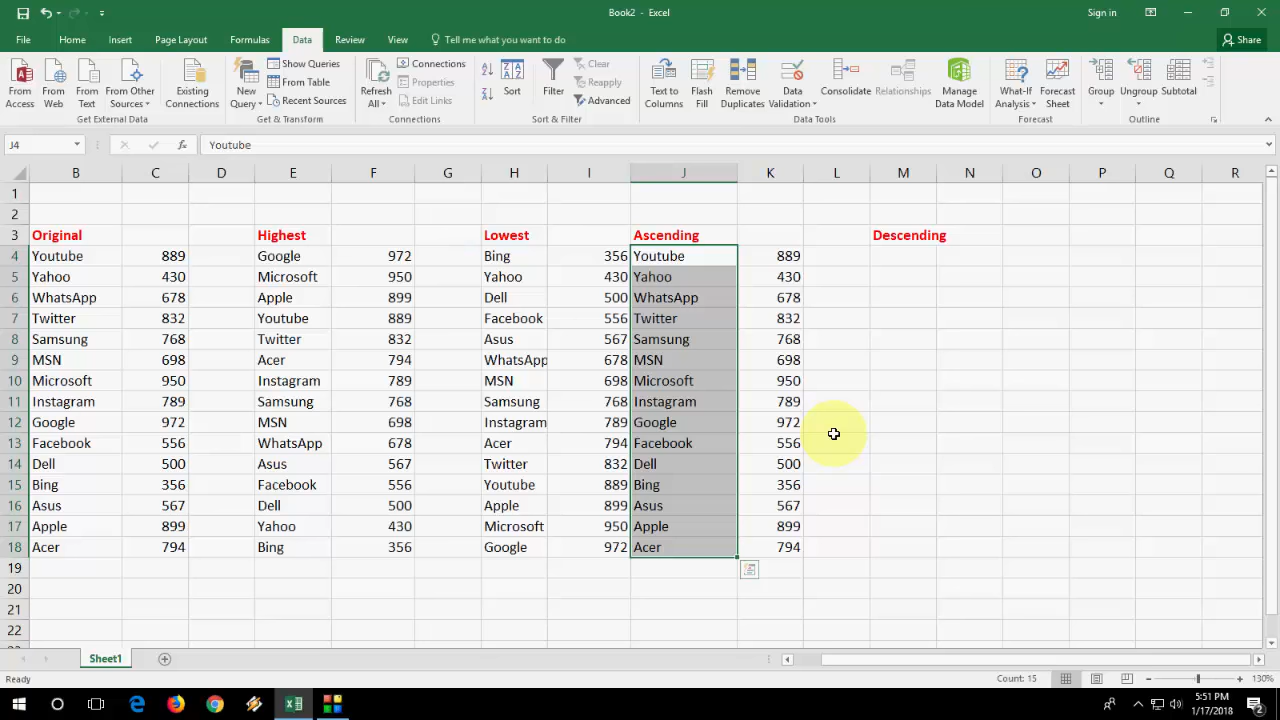 Book2 - Excel
Sign in
File Home Insert Page Layout Formulas Data Review View Tell me what you want to do Share
From Access
From Web
From Text
From Other Sources
Existing Connections
New Query
Show Queries
From Table
Recent Sources
Refresh All
Connections
Properties
Edit Links
Sort
Filter
Clear
Reapply
Advanced
Text to Columns
Flash Fill
Remove Duplicates
Data Validation
Consolidate
Relationships
Manage Data Model
What-If Analysis
Forecast Sheet
Group
Ungroup
Subtotal
Get External Data Get & Transform Connections Sort & Filter Data Tools Forecast Outline
J4 fx Youtube
B C D E F G H I J K L M N O P Q R
1
2
3 Original Highest Lowest Ascending Descending
4 Youtube 889 Google 972 Bing 356 Youtube 889
5 Yahoo 430 Microsoft 950 Yahoo 430 Yahoo 430
6 WhatsApp 678 Apple 899 Dell 500 WhatsApp 678
7 Twitter 832 Youtube 889 Facebook 556 Twitter 832
8 Samsung 768 Twitter 832 Asus 567 Samsung 768
9 MSN 698 Acer 794 WhatsApp 678 MSN 698
10 Microsoft 950 Instagram 789 MSN 698 Microsoft 950
11 Instagram 789 Samsung 768 Samsung 768 Instagram 789
12 Google 972 MSN 698 Instagram 789 Google 972
13 Facebook 556 WhatsApp 678 Acer 794 Facebook 556
14 Dell 500 Asus 567 Twitter 832 Dell 500
15 Bing 356 Facebook 556 Youtube 889 Bing 356
16 Asus 567 Dell 500 Apple 899 Asus 567
17 Apple 899 Yahoo 430 Microsoft 950 Apple 899
18 Acer 794 Bing 356 Google 972 Acer 794
19
20
21
22
Sheet1
Ready Count: 15 130%
5:51 PM
1/17/2018
2